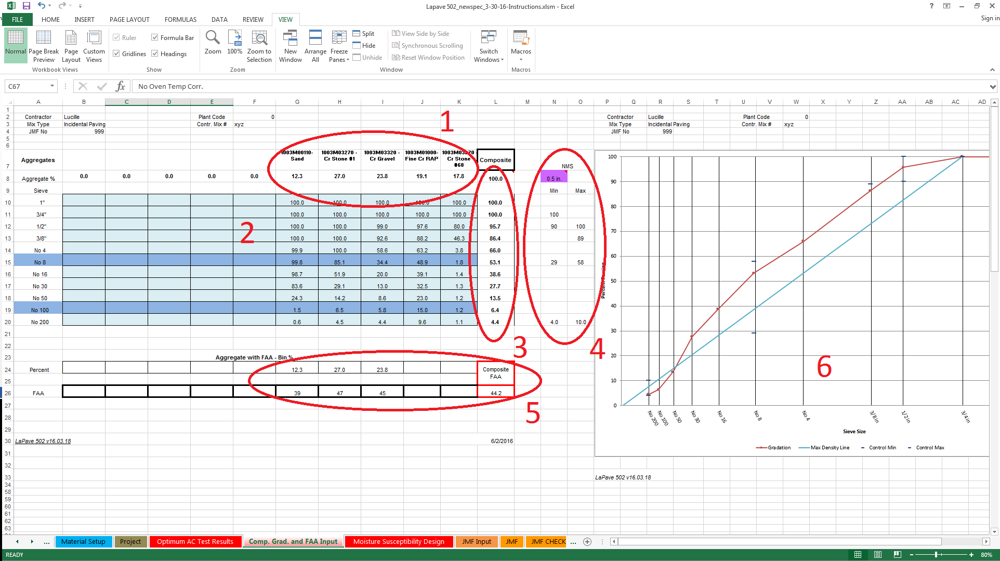 Lapave 502_newspec_3-30-16-Instructions.xlsm - Excel
FILE HOME INSERT PAGE LAYOUT FORMULAS DATA REVIEW VIEW Sign in
Normal Page Break Preview Page Layout Custom Views
Workbook Views
Ruler Formula Bar
Gridlines Headings
Show
Zoom 100% Zoom to Selection
Zoom
New Window Arrange All Freeze Panes
Split
Hide
Unhide
View Side by Side
Synchronous Scrolling
Reset Window Position
Window
Switch Windows
Macros
Macros
C67 fx No Oven Temp Corr.
A B C D E F G H I J K L M N O P Q R S T U V W X Y Z AA AB AC AD
1
2 Contractor Lucille Plant Code 0 Contractor Lucille Plant Code 0
3 Mix Type Incidental Paving Contr. Mix # xyz Mix Type Incidental Paving Contr. Mix # xyz
4 JMF No 999 JMF No 999
5
6
7 Aggregates 1003M00110- Sand 1003M03270 - Cr Stone #1 1003M03320 - Cr Gravel 1003M01000- Fine Cr RAP Cr Stone #68 Composite NMS
8 Aggregate % 0.0 0.0 0.0 0.0 0.0 12.3 27.0 23.8 19.1 17.8 100.0 0.5 in.
9 Sieve Min Max
10 1" 100.0 100.0 100.0 100.0 100.0 100.0
11 3/4" 100.0 100.0 100.0 100.0 100.0 100.0 100
12 1/2" 100.0 100.0 99.0 97.6 80.0 95.7 90 100
13 3/8" 100.0 100.0 92.6 88.2 46.3 86.4 89
14 No 4 99.9 100.0 58.6 63.2 3.8 66.0
15 No 8 99.8 85.1 34.4 48.9 1.8 53.1 29 58
16 No 16 98.7 51.9 20.0 39.1 1.4 38.6
17 No 30 83.6 29.1 13.0 32.5 1.3 27.7
18 No 50 24.3 14.2 8.6 23.0 1.2 13.5
19 No 100 1.5 6.5 5.8 15.0 1.2 6.4
20 No 200 0.6 4.5 4.4 9.6 1.1 4.4 4.0 10.0
21
22
23 Aggregate with FAA - Bin %
24 Percent 12.3 27.0 23.8 Composite FAA
25
26 FAA 39 47 45 44.2
27
28
29
30 LaPave 502 v16.03.18 6/2/2016
31
32
33 LaPave 502 v16.03.18
34
58
59
60
61
62
63
1
2
3
4
5
6
100
90
80
70
60
50
40
30
20
10
0
No 200 No 100 No 50 No 30 No 16 No 8 No 4 3/8 in 1/2 in 3/4 in
Sieve Size
Gradation Max Density Line Control Min Control Max
... Material Setup Project Optimum AC Test Results Comp. Grad. and FAA Input Moisture Susceptibility Design JMF Input JMF JMF CHECK ...
READY 80%